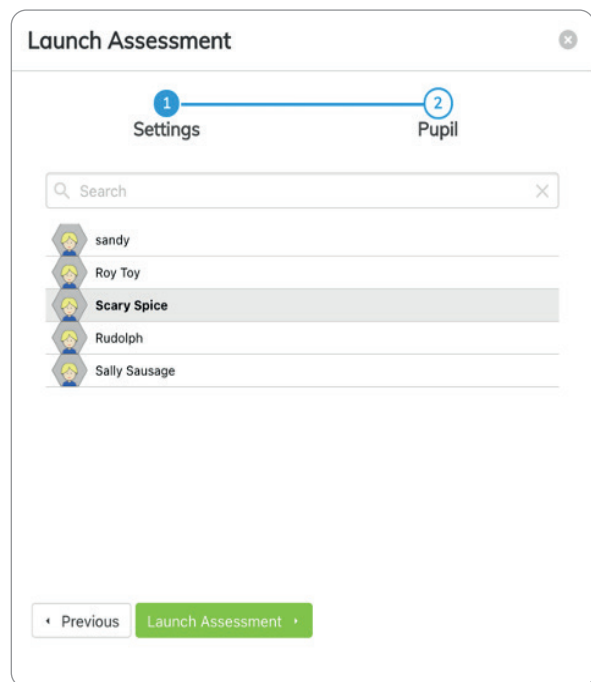 Launch Assessment
1 2
Settings Pupil
Search
sandy
Roy Toy
Scary Spice
Rudolph
Sally Sausage
Previous Launch Assessment